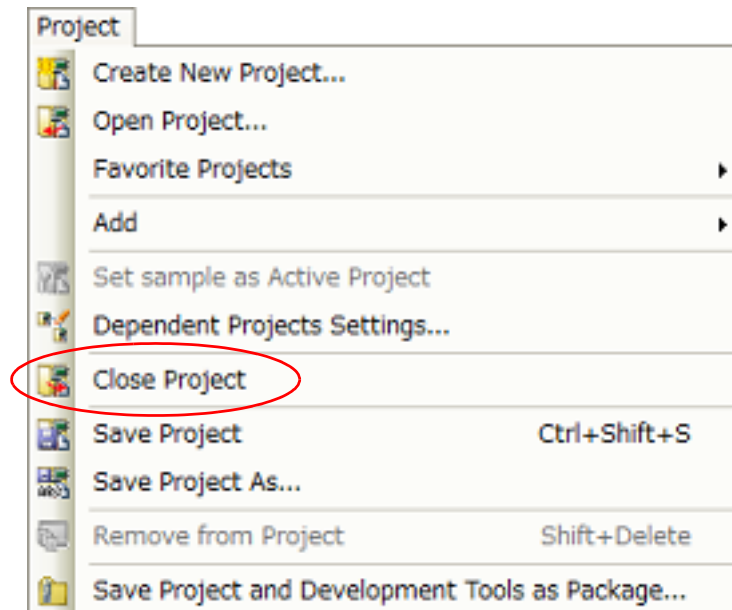 Project
Create New Project...
Open Project...
Favorite Projects
Add
Set sample as Active Project
Dependent Projects Settings...
Close Project
Save Project Ctrl+Shift+S
Save Project As...
Remove from Project Shift+Delete
Save Project and Development Tools as Package...